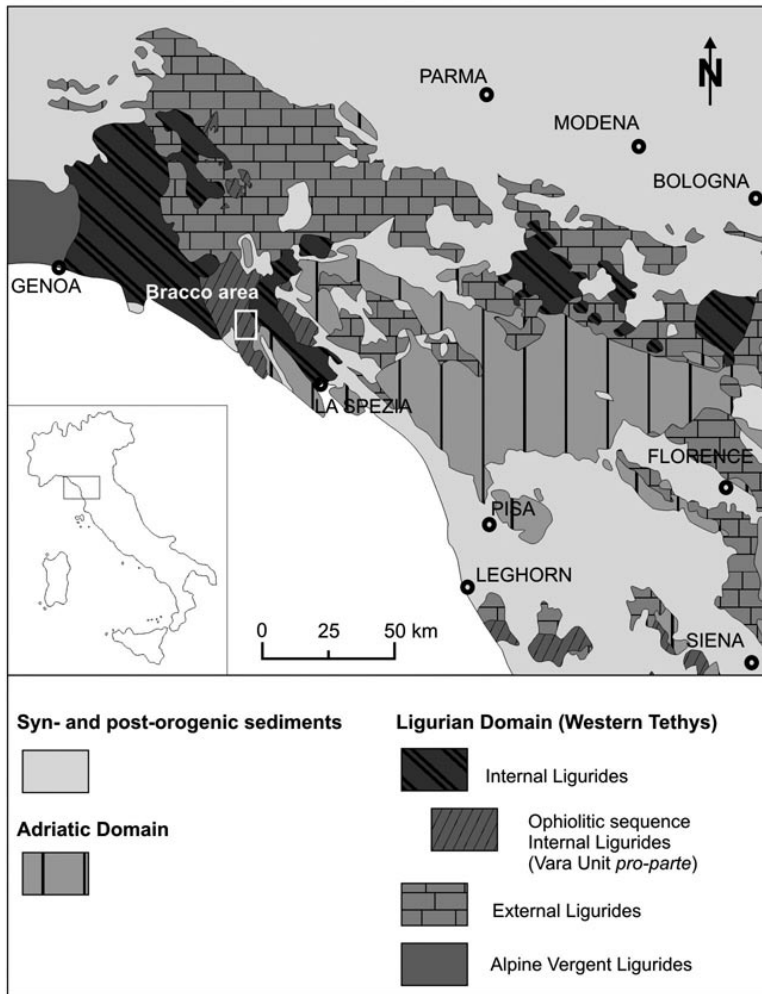 PARMA
N
MODENA
BOLOGNA
GENOA
Bracco area
LA SPEZIA
FLORENCE
PISA
LEGHORN
SIENA
0 25 50 km
Syn- and post-orogenic sediments
Adriatic Domain
Ligurian Domain (Western Tethys)
Internal Ligurides
Ophiolitic sequence
Internal Ligurides
(Vara Unit pro-parte)
External Ligurides
Alpine Vergent Ligurides